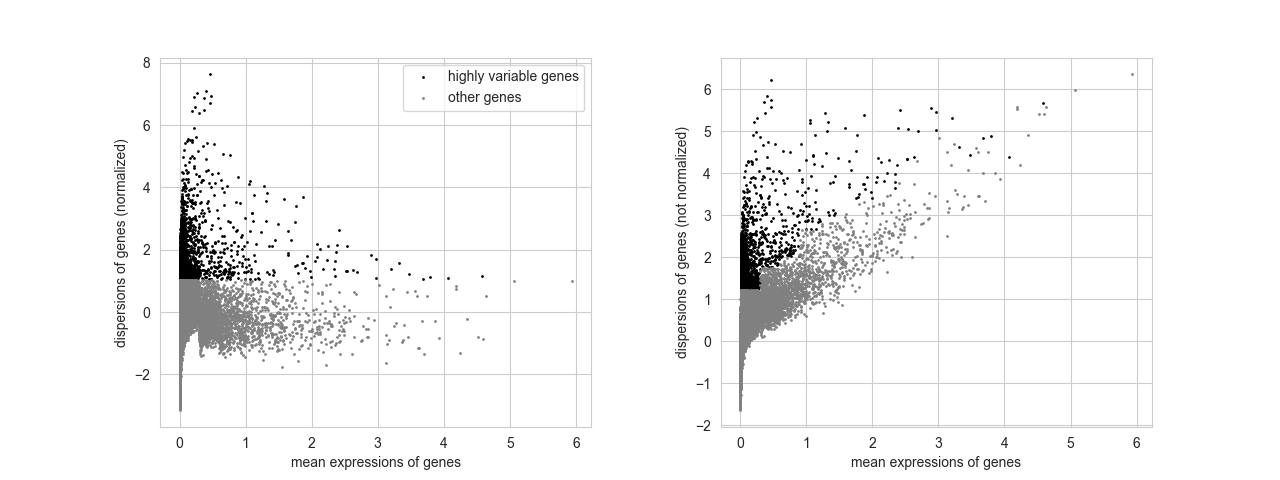 8
6
4
2
0
−2
0 1 2 3 4 5 6
mean expressions of genes
dispersions of genes (normalized)
highly variable genes
other genes
6
5
4
3
2
1
0
−1
−2
0 1 2 3 4 5 6
mean expressions of genes
dispersions of genes (not normalized)